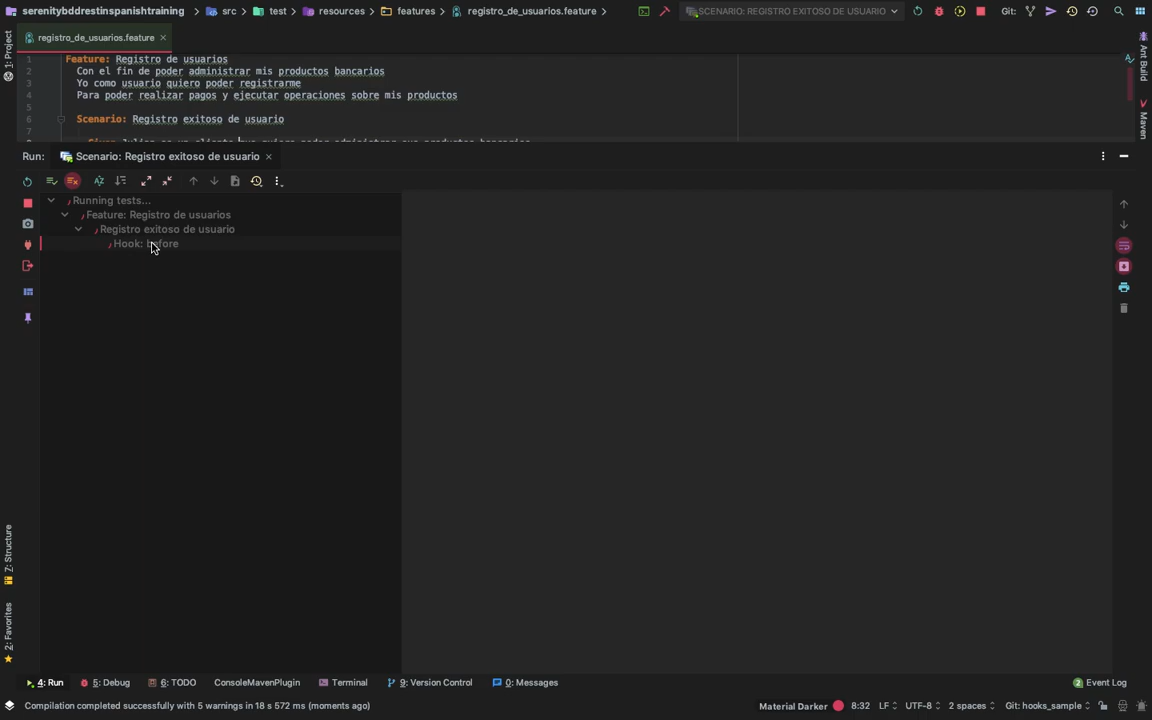 serenitybddrestinspanishtraining > src > test > resources > features > registro_de_usuarios.feature >
SCENARIO: REGISTRO EXITOSO DE USUARIO
Git:
registro_de_usuarios.feature ×
1 Feature: Registro de usuarios
2 Con el fin de poder administrar mis productos bancarios
3 Yo como usuario quiero poder registrarme
4 Para poder realizar pagos y ejecutar operaciones sobre mis productos
5
6 Scenario: Registro exitoso de usuario
7
Run: Scenario: Registro exitoso de usuario ×
Running tests...
Feature: Registro de usuarios
Registro exitoso de usuario
Hook: before
1: Project
7: Structure
2: Favorites
Ant Build
Maven
4: Run 5: Debug 6: TODO ConsoleMavenPlugin Terminal 9: Version Control 0: Messages 2 Event Log
Compilation completed successfully with 5 warnings in 18 s 572 ms (moments ago) Material Darker 8:32 LF UTF-8 2 spaces Git: hooks_sample